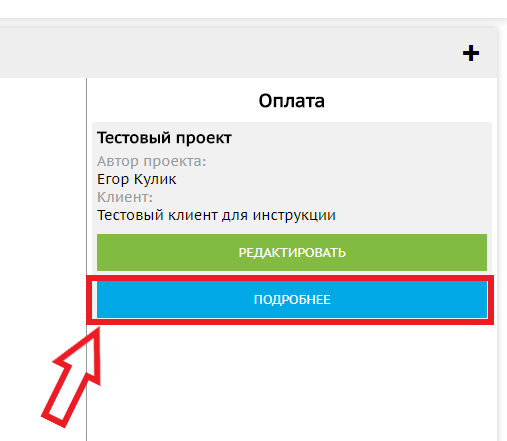 +
Оплата
Тестовый проект
Автор проекта:
Егор Кулик
Клиент:
Тестовый клиент для инструкции
РЕДАКТИРОВАТЬ
ПОДРОБНЕЕ